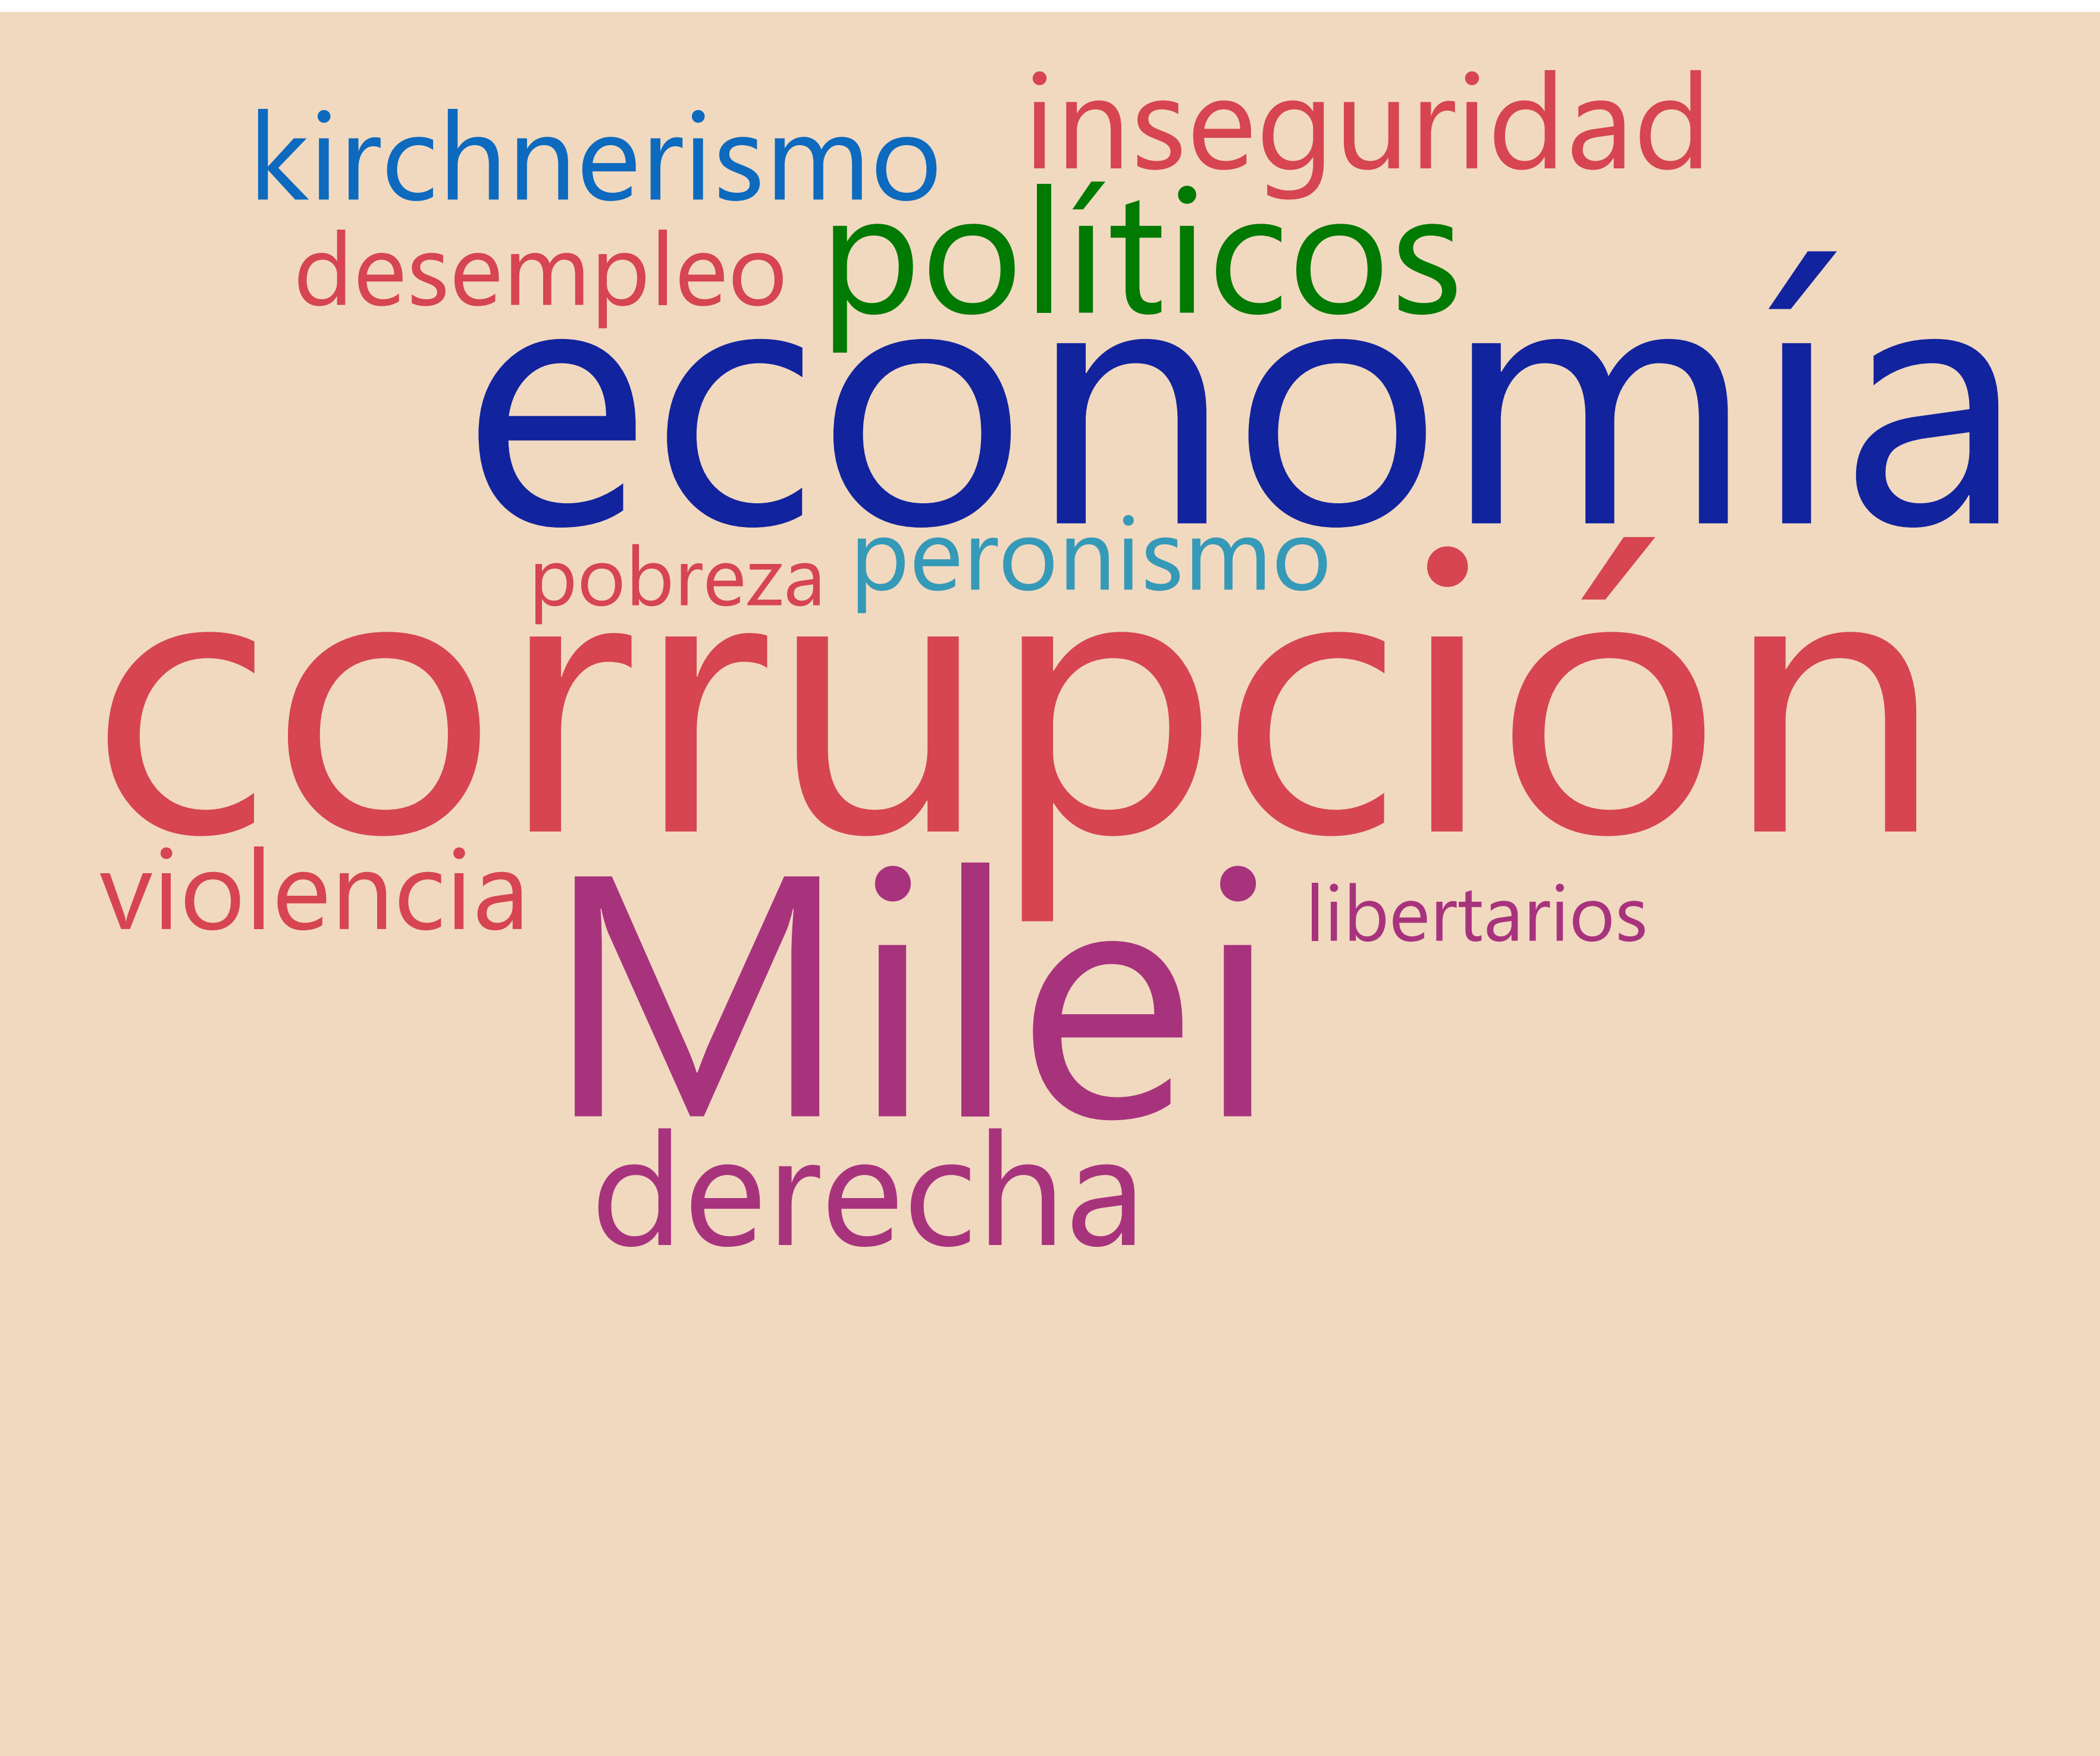 kirchnerismo
inseguridad
desempleo
políticos
economía
pobreza
peronismo
corrupción
violencia
Milei
libertarios
derecha